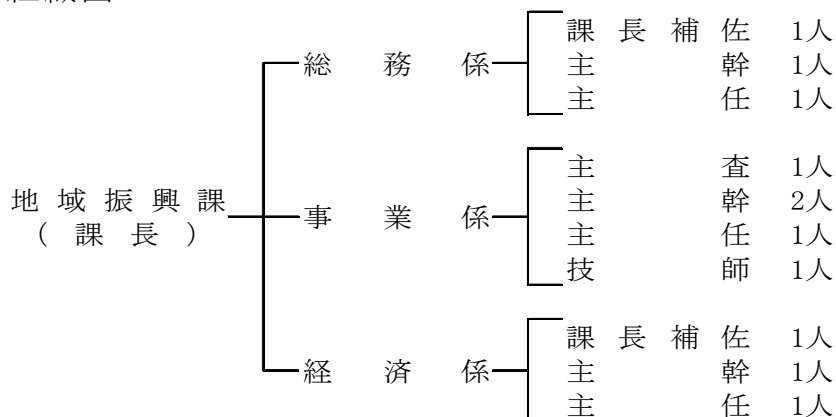 課長補佐 1人
総務係 主幹 1人
主任 1人
主査 1人
地域振興課 事業係 主幹 2人
(課長) 主任 1人
技師 1人
課長補佐 1人
経済係 主幹 1人
主任 1人